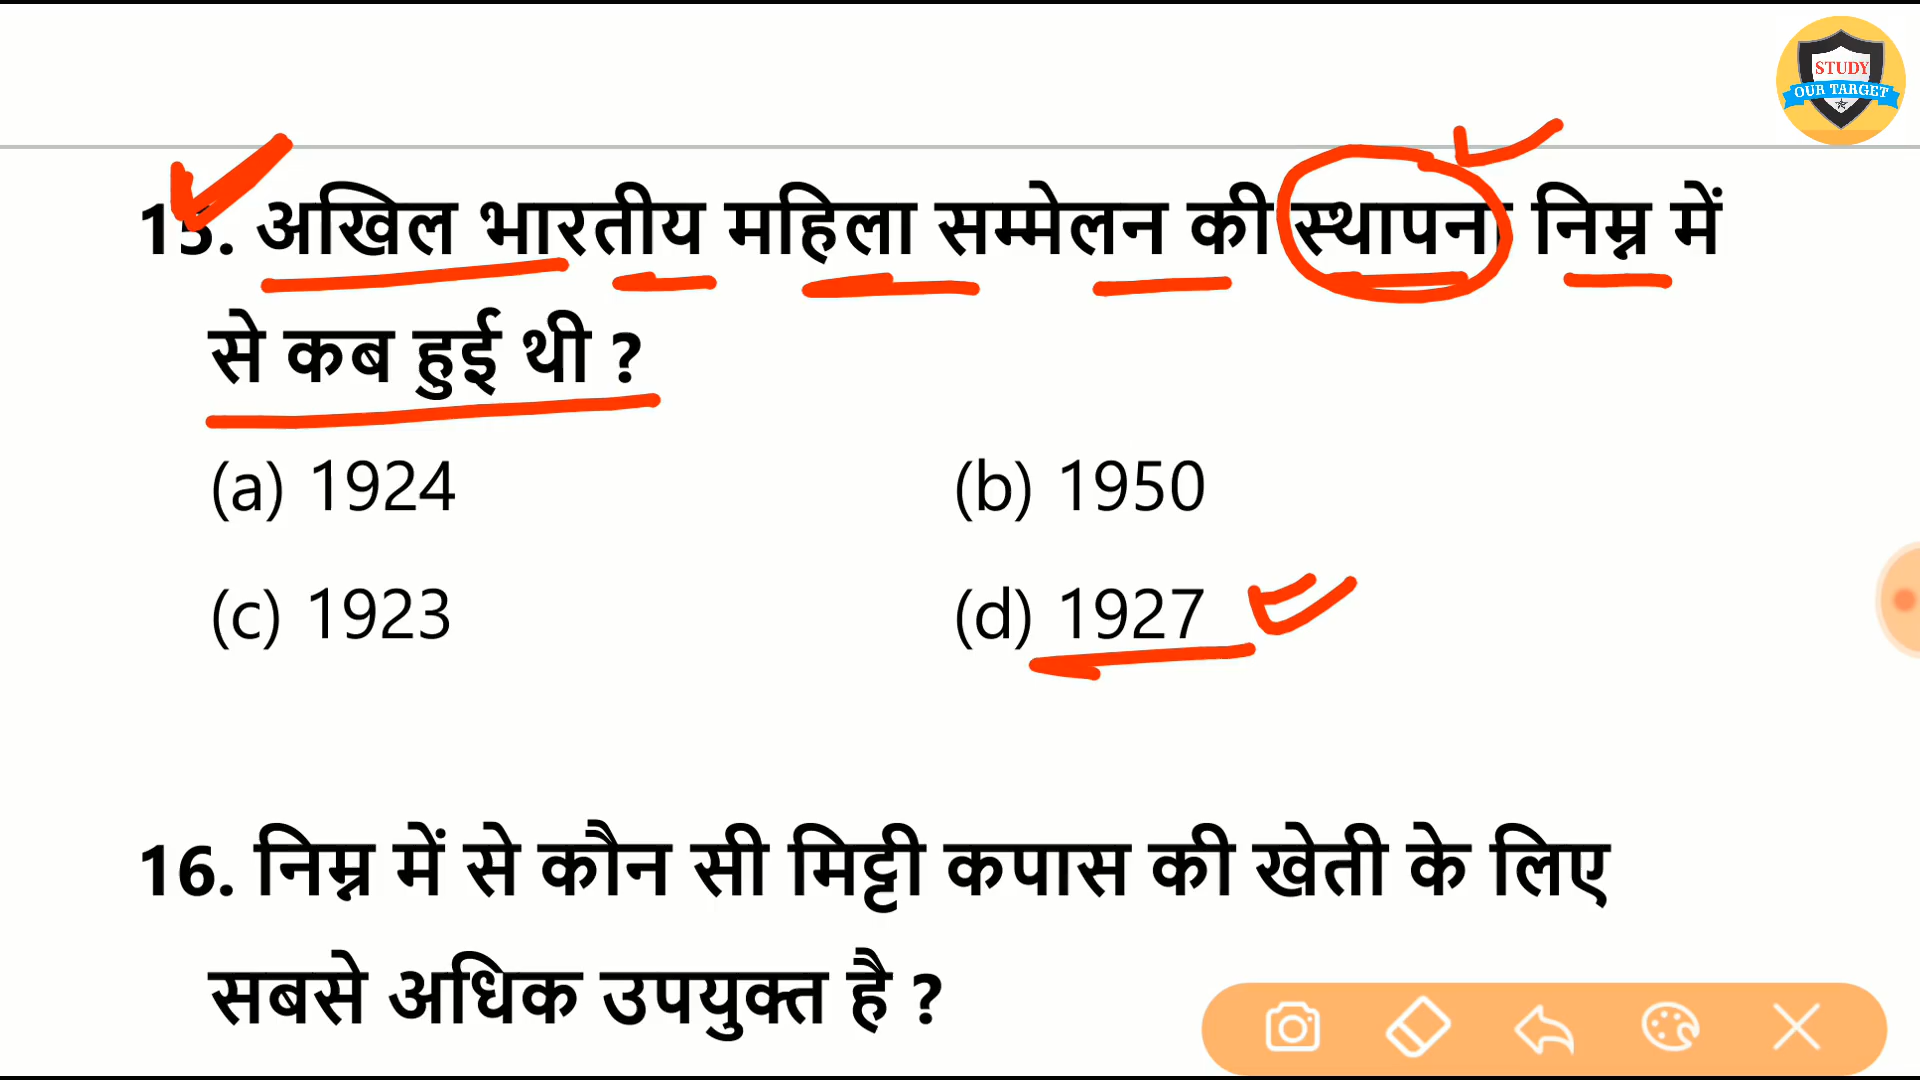 STUDY
OUR TARGET
15. अखिल भारतीय महिला सम्मेलन की स्थापना निम्न में
से कब हुई थी ?
(a) 1924 (b) 1950
(c) 1923 (d) 1927
16. निम्न में से कौन सी मिट्टी कपास की खेती के लिए
सबसे अधिक उपयुक्त है ?